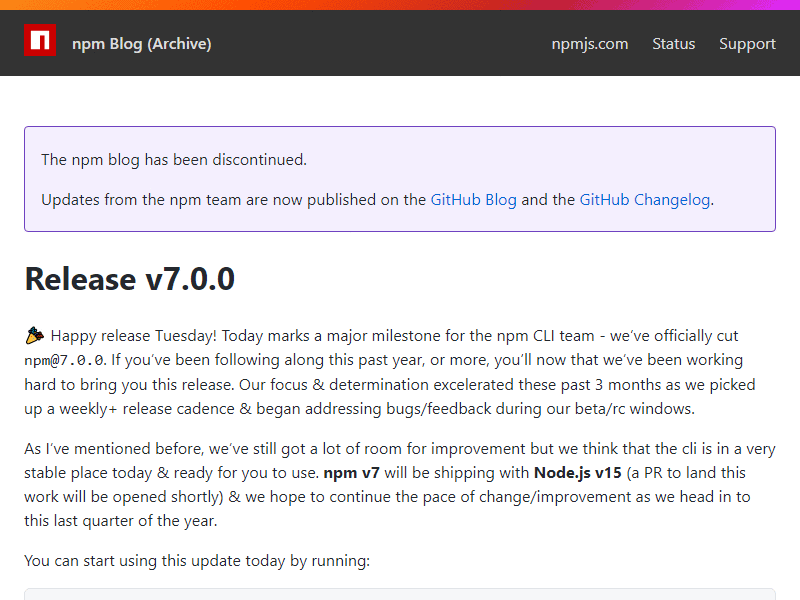 npm Blog (Archive)
npmjs.com Status Support
The npm blog has been discontinued.
Updates from the npm team are now published on the GitHub Blog and the GitHub Changelog.
Release v7.0.0
🎉 Happy release Tuesday! Today marks a major milestone for the npm CLI team - we’ve officially cut
npm@7.0.0. If you’ve been following along this past year, or more, you’ll now that we’ve been working
hard to bring you this release. Our focus & determination excelerated these past 3 months as we picked
up a weekly+ release cadence & began addressing bugs/feedback during our beta/rc windows.
As I’ve mentioned before, we’ve still got a lot of room for improvement but we think that the cli is in a very
stable place today & ready for you to use. npm v7 will be shipping with Node.js v15 (a PR to land this
work will be opened shortly) & we hope to continue the pace of change/improvement as we head in to
this last quarter of the year.
You can start using this update today by running: